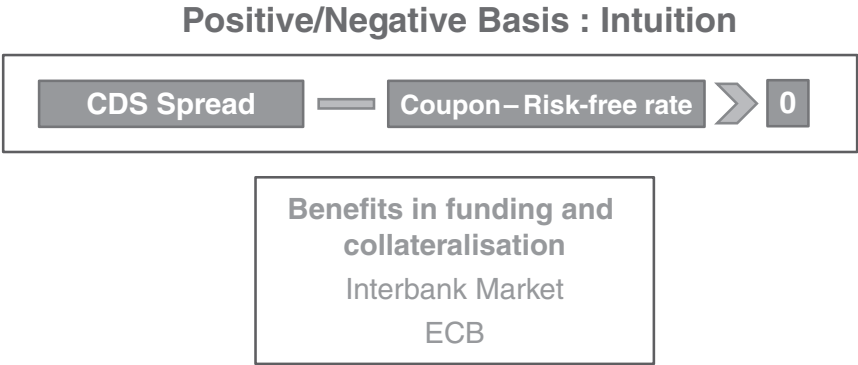 Positive/Negative Basis : Intuition
CDS Spread — Coupon – Risk-free rate > 0
Benefits in funding and
collateralisation
Interbank Market
ECB